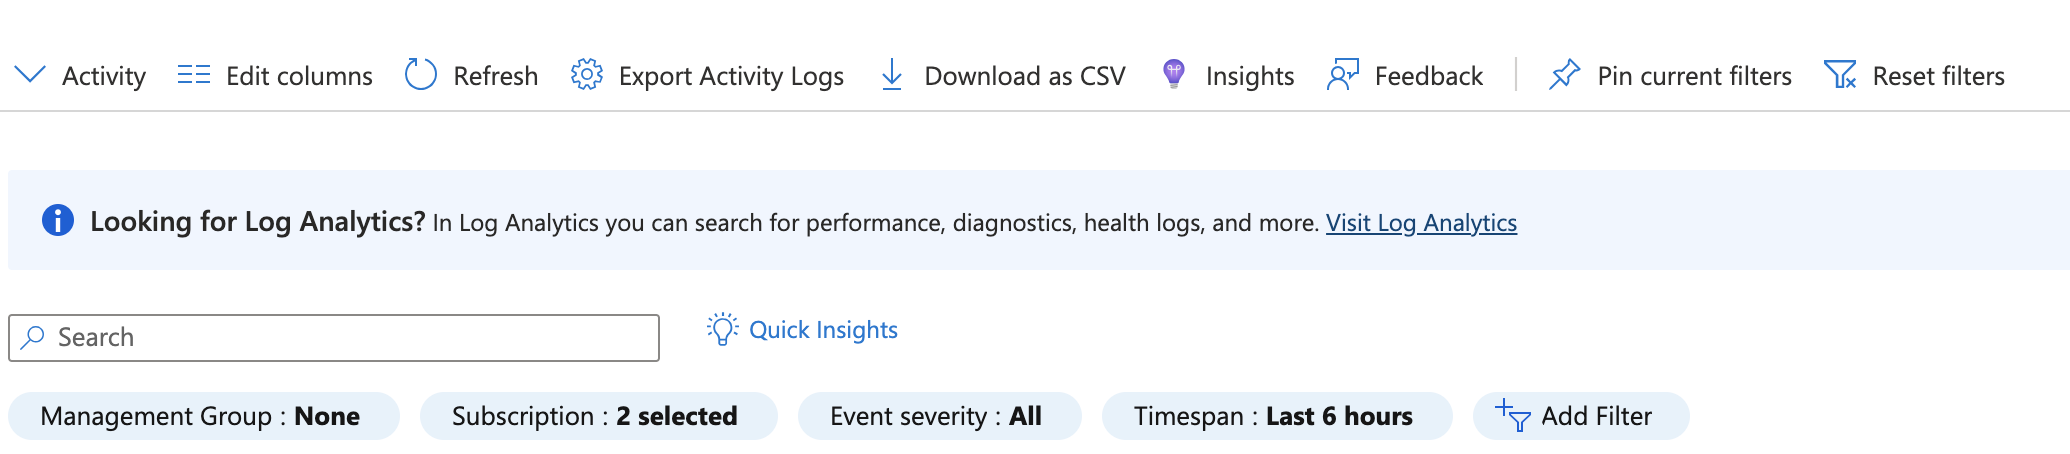 Activity Edit columns Refresh Export Activity Logs Download as CSV Insights Feedback Pin current filters Reset filters
Looking for Log Analytics? In Log Analytics you can search for performance, diagnostics, health logs, and more. Visit Log Analytics
Search Quick Insights
Management Group : None Subscription : 2 selected Event severity : All Timespan : Last 6 hours Add Filter